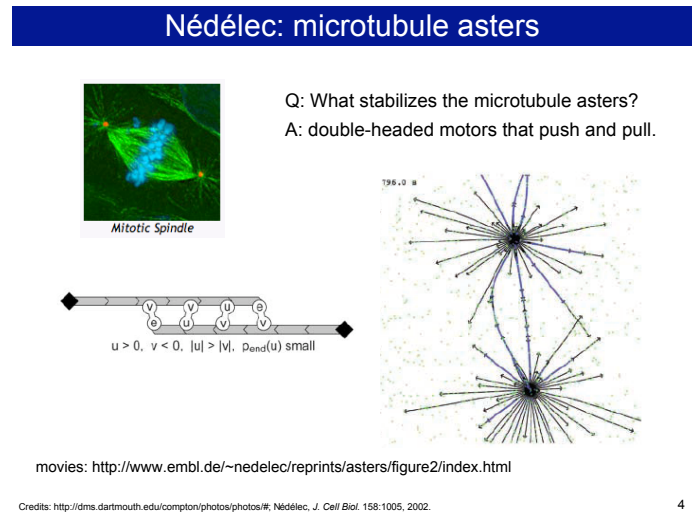 Nédélec: microtubule asters
Q: What stabilizes the microtubule asters?
A: double-headed motors that push and pull.
Mitotic Spindle
796.0 s
v v u e
e u v v
u > 0, v < 0, |u| > |v|, pend(u) small
movies: http://www.embl.de/~nedelec/reprints/asters/figure2/index.html
Credits: http://dms.dartmouth.edu/compton/photos/photos/#; Nédélec, J. Cell Biol. 158:1005, 2002.
4